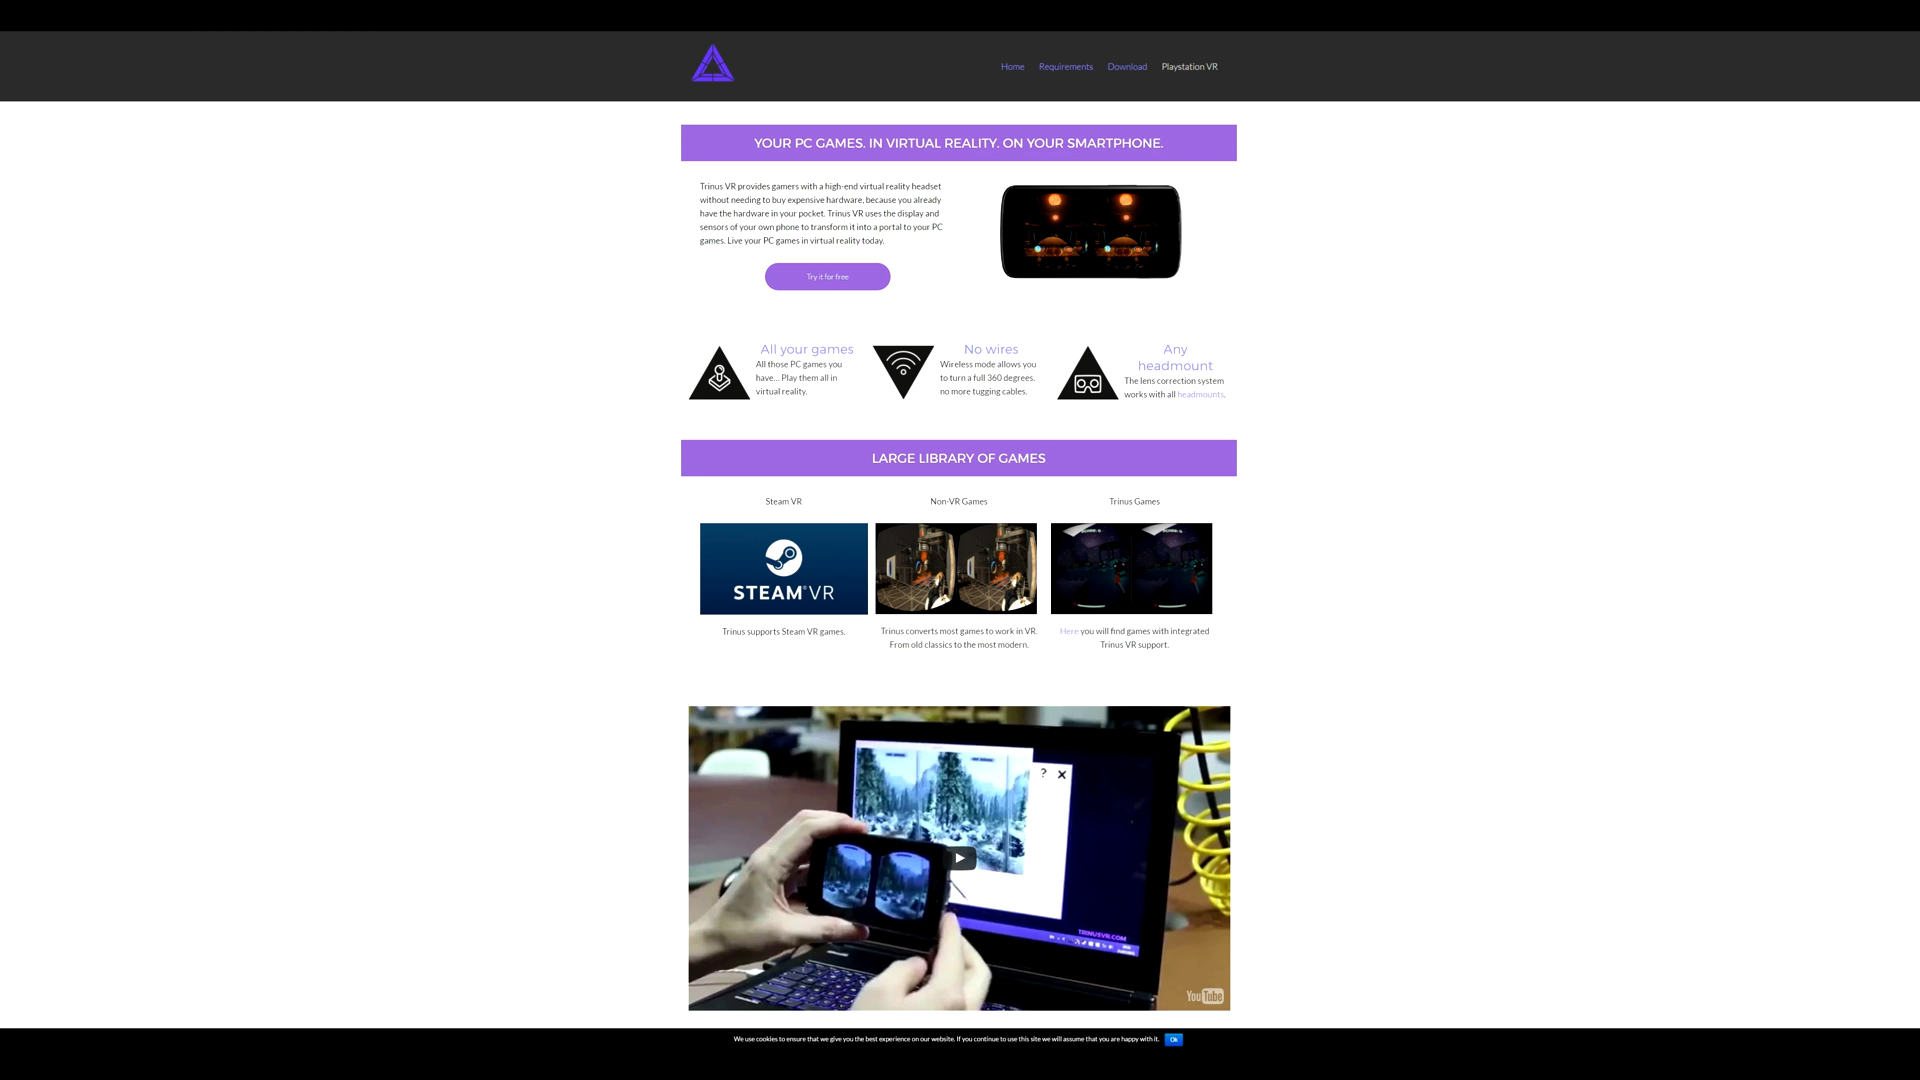 Home Requirements Download Playstation VR
YOUR PC GAMES. IN VIRTUAL REALITY. ON YOUR SMARTPHONE.
Trinus VR provides gamers with a high-end virtual reality headset
without needing to buy expensive hardware, because you already
have the hardware in your pocket. Trinus VR uses the display and
sensors of your own phone to transform it into a portal to your PC
games. Live your PC games in virtual reality today.
Try it for free
All your games
All those PC games you
have... Play them all in
virtual reality.
No wires
Wireless mode allows you
to turn a full 360 degrees.
no more tugging cables.
Any
headmount
The lens correction system
works with all headmounts.
LARGE LIBRARY OF GAMES
Steam VR
Non-VR Games
Trinus Games
STEAM®VR
Trinus supports Steam VR games.
Trinus converts most games to work in VR.
From old classics to the most modern.
Here you will find games with integrated
Trinus VR support.
? ×
TRINUSVR.COM
YouTube
We use cookies to ensure that we give you the best experience on our website. If you continue to use this site we will assume that you are happy with it. Ok